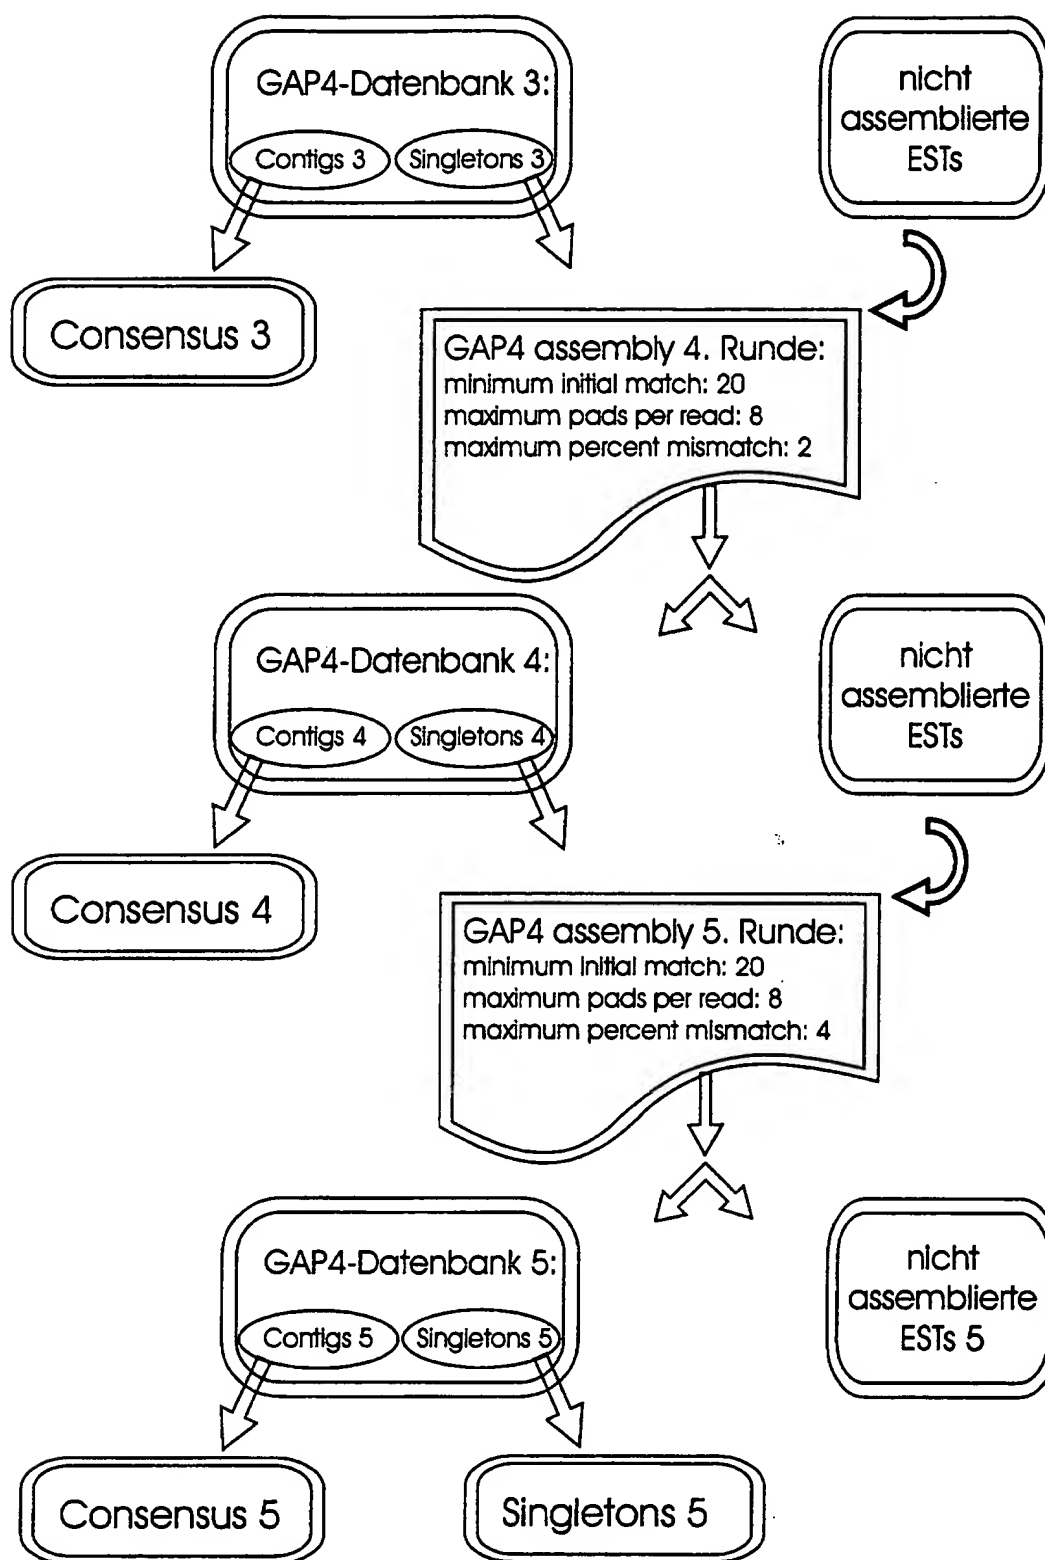 GAP4-Datenbank 3:
Contigs 3
Singletons 3
nicht
assemblierte
ESTs
Consensus 3
GAP4 assembly 4. Runde:
minimum initial match: 20
maximum pads per read: 8
maximum percent mismatch: 2
GAP4-Datenbank 4:
Contigs 4
Singletons 4
nicht
assemblierte
ESTs
Consensus 4
GAP4 assembly 5. Runde:
minimum initial match: 20
maximum pads per read: 8
maximum percent mismatch: 4
GAP4-Datenbank 5:
Contigs 5
Singletons 5
nicht
assemblierte
ESTs 5
Consensus 5
Singletons 5